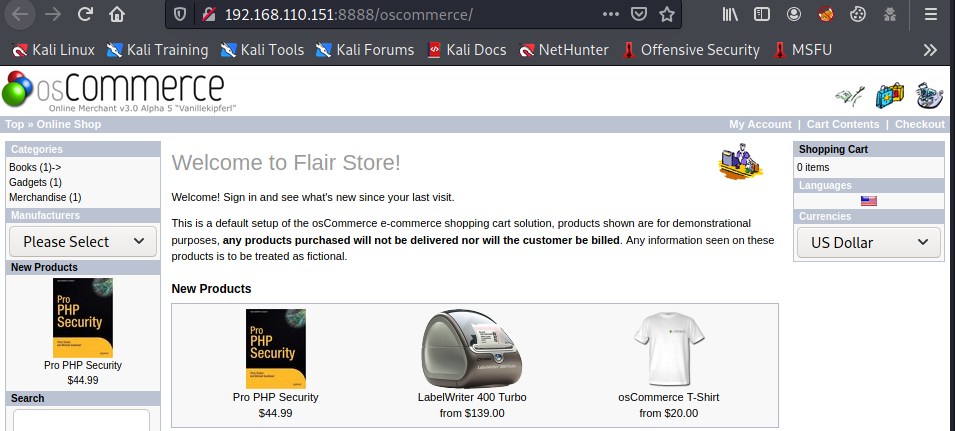 192.168.110.151:8888/oscommerce/
Kali Linux Kali Training Kali Tools Kali Forums Kali Docs NetHunter Offensive Security MSFU
osCommerce
Online Merchant v3.0 Alpha 5 "Vanillekipferl"
Top » Online Shop
My Account | Cart Contents | Checkout
Categories
Books (1)->
Gadgets (1)
Merchandise (1)
Manufacturers
Please Select
New Products
Pro PHP Security
Pro PHP Security
$44.99
Search
Welcome to Flair Store!
Welcome! Sign in and see what's new since your last visit.
This is a default setup of the osCommerce e-commerce shopping cart solution, products shown are for demonstrational
purposes, any products purchased will not be delivered nor will the customer be billed. Any information seen on these
products is to be treated as fictional.
New Products
Pro
PHP
Security
Pro PHP Security
$44.99
LabelWriter 400 Turbo
from $139.00
osCommerce T-Shirt
from $20.00
Shopping Cart
0 items
Languages
Currencies
US Dollar